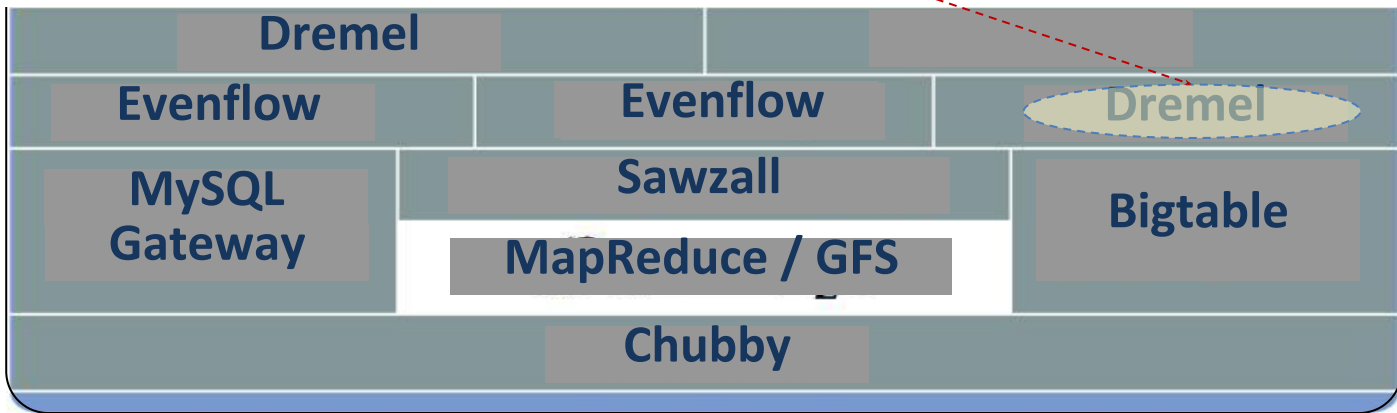 Dremel
Evenflow
Evenflow
Dremel
MySQL
Gateway
Sawzall
MapReduce / GFS
Bigtable
Chubby